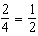 2/4 = 1/2